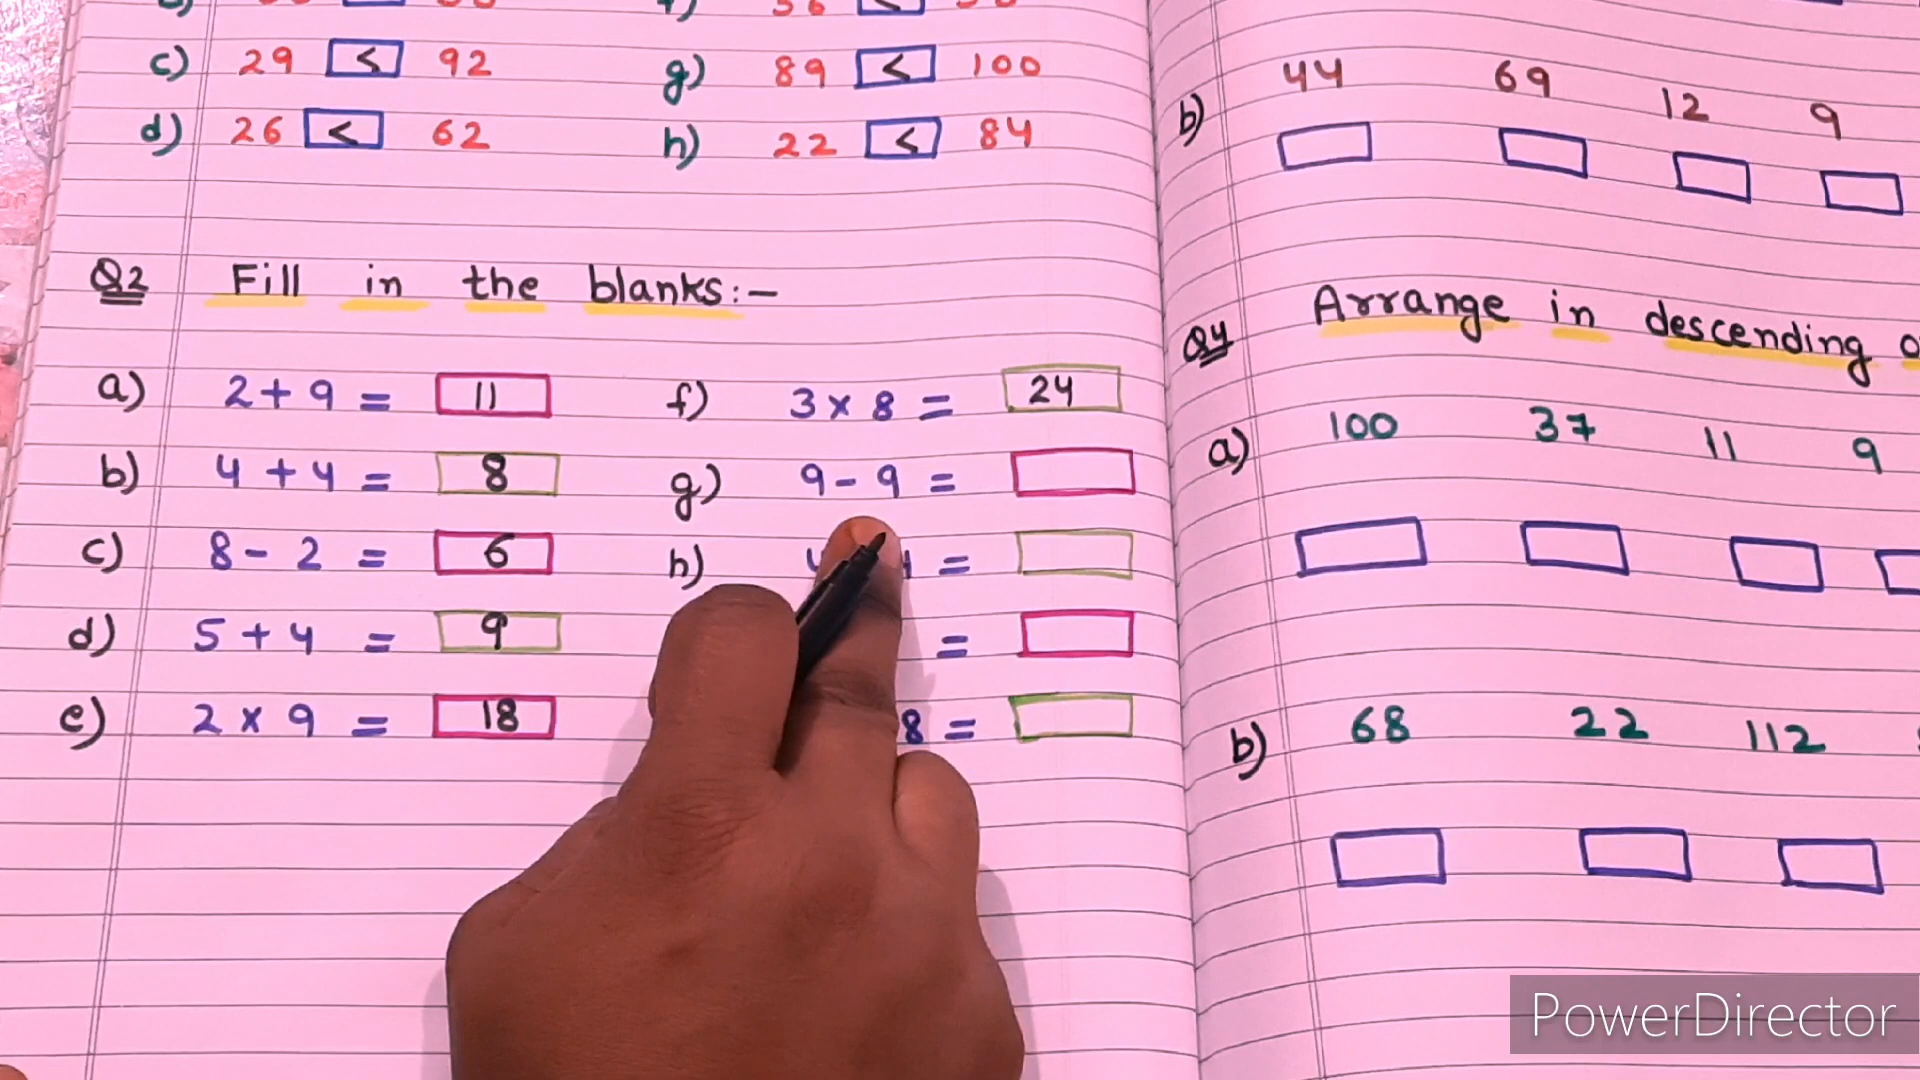 c) 29 < 92 g) 89 < 100
d) 26 < 62 h) 22 < 84
Q2 Fill in the blanks:-
a) 2+9 = 11 f) 3 x 8 = 24
b) 4 + 4 = 8 g) 9-9 =
c) 8- 2 = 6 h) =
d) 5 + 4 = 9 =
e) 2 x 9 = 18 8 =
b) 44 69 12 9
Q4 Arrange in descending
a) 100 37 11 9
b) 68 22 112
PowerDirector